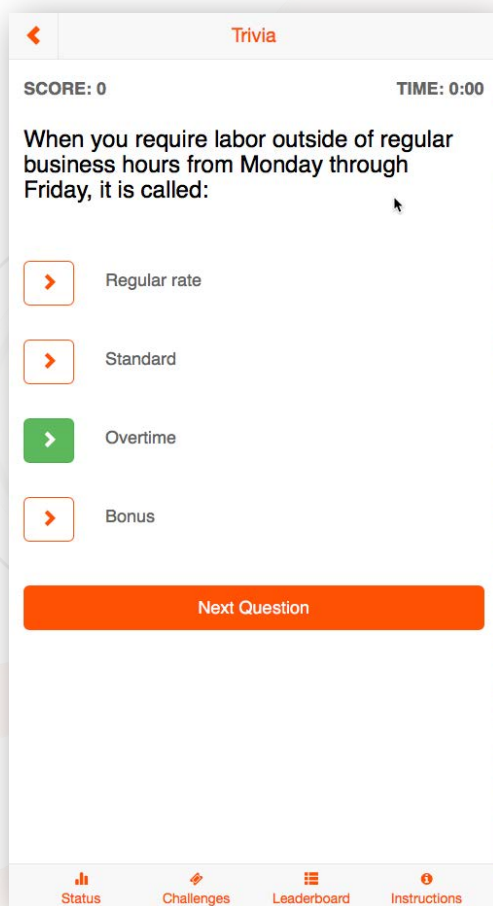 Trivia
SCORE: 0 TIME: 0:00
When you require labor outside of regular
business hours from Monday through
Friday, it is called:
Regular rate
Standard
Overtime
Bonus
Next Question
Status Challenges Leaderboard Instructions